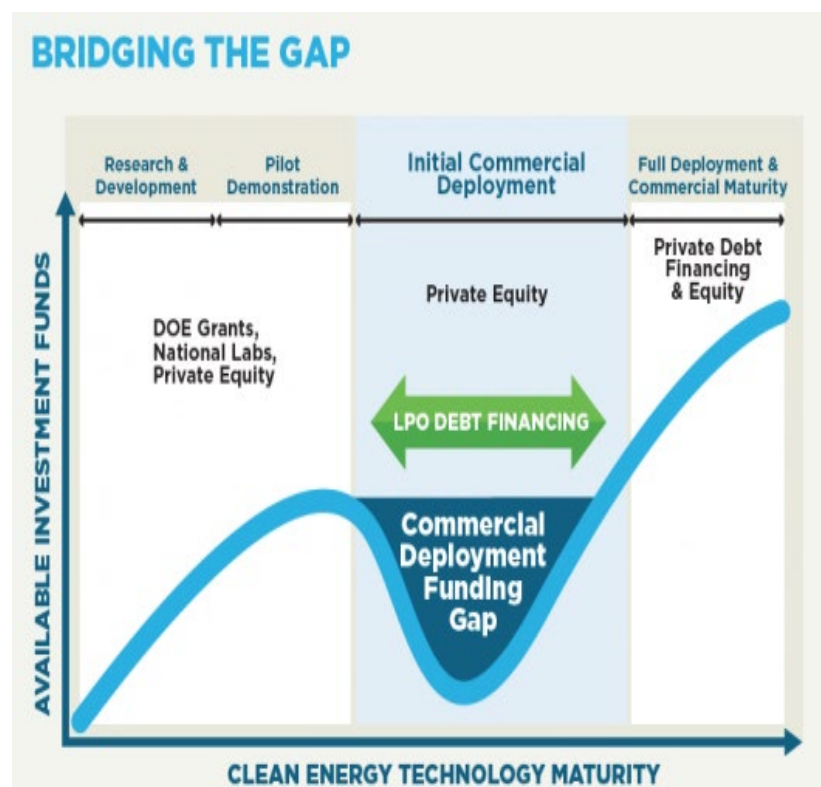 BRIDGING THE GAP
Research &
Development
Pilot
Demonstration
Initial Commercial
Deployment
Full Deployment &
Commercial Maturity
DOE Grants,
National Labs,
Private Equity
Private Equity
Private Debt
Financing
& Equity
LPO DEBT FINANCING
Commercial
Deployment
Funding
Gap
AVAILABLE INVESTMENT FUNDS
CLEAN ENERGY TECHNOLOGY MATURITY